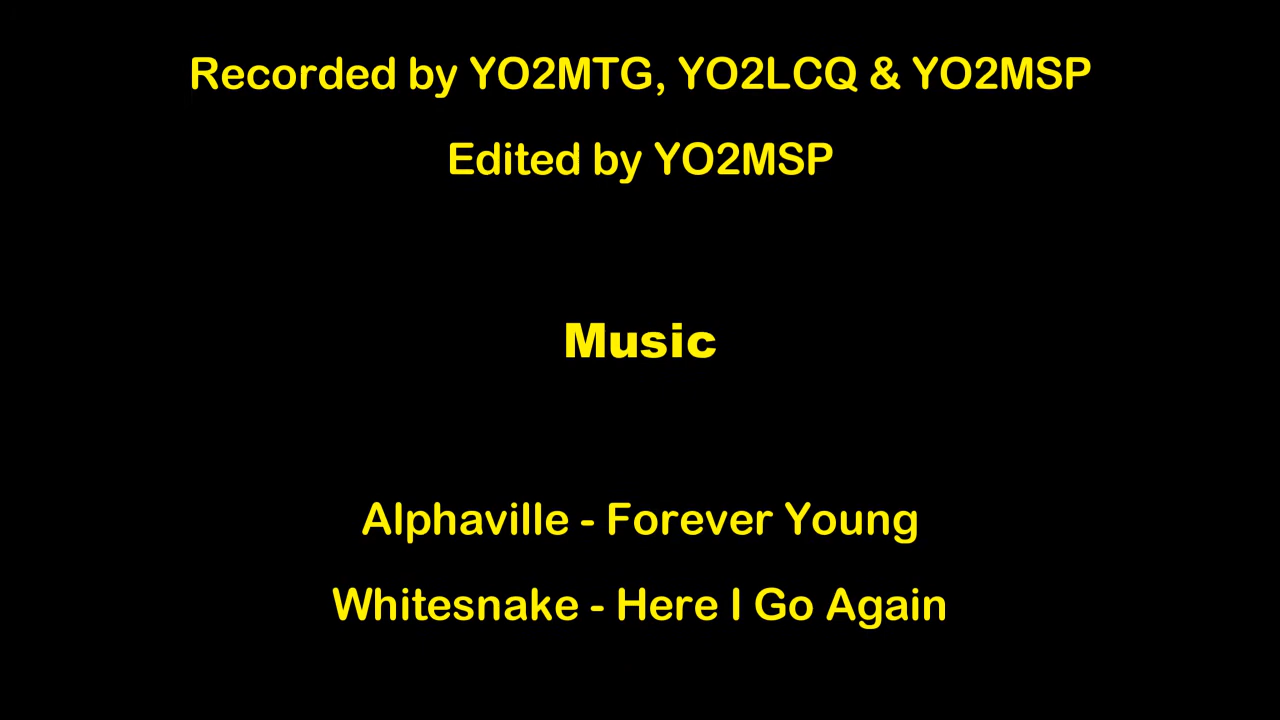 Recorded by YO2MTG, YO2LCQ & YO2MSP
Edited by YO2MSP
Music
Alphaville - Forever Young
Whitesnake - Here I Go Again